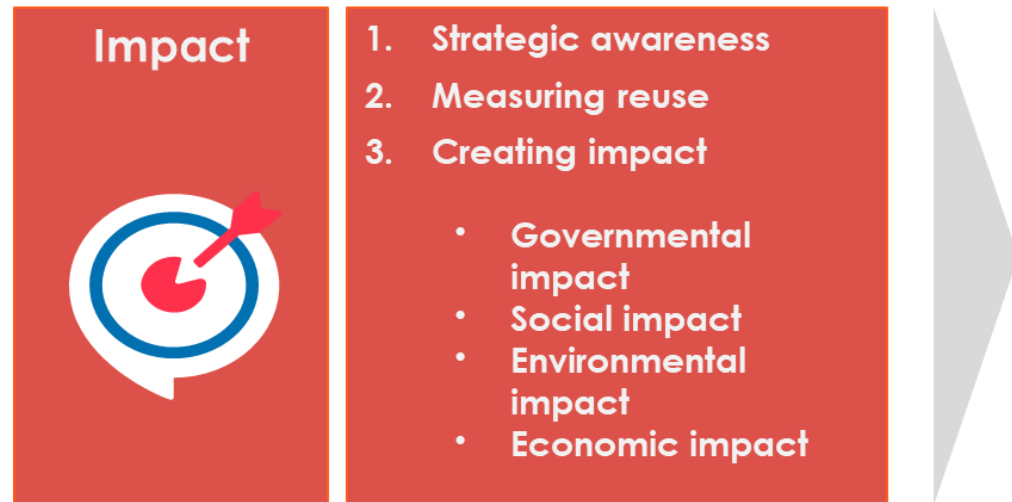 Impact
1. Strategic awareness
2. Measuring reuse
3. Creating impact
• Governmental
impact
• Social impact
• Environmental
impact
• Economic impact